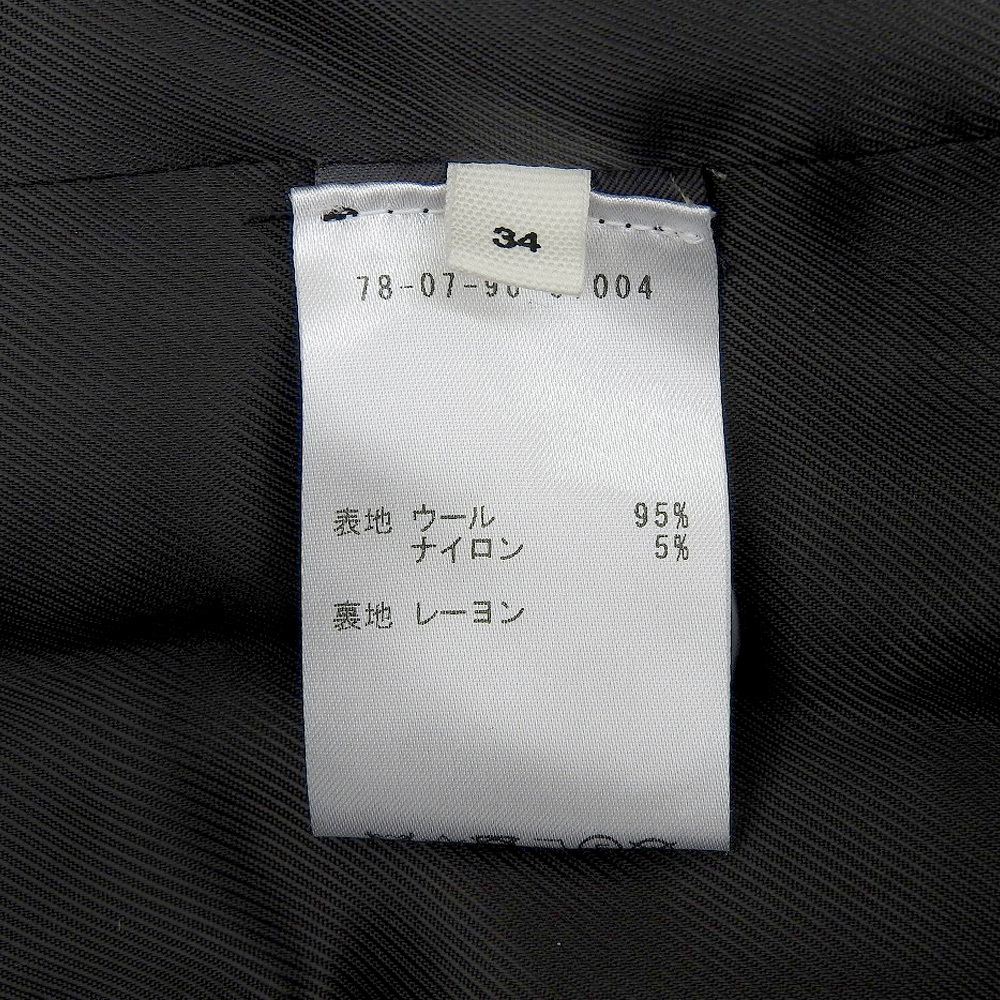 34
78-07-90 004
表地 ウール 95%
ナイロン 5%
裏地 レーヨン